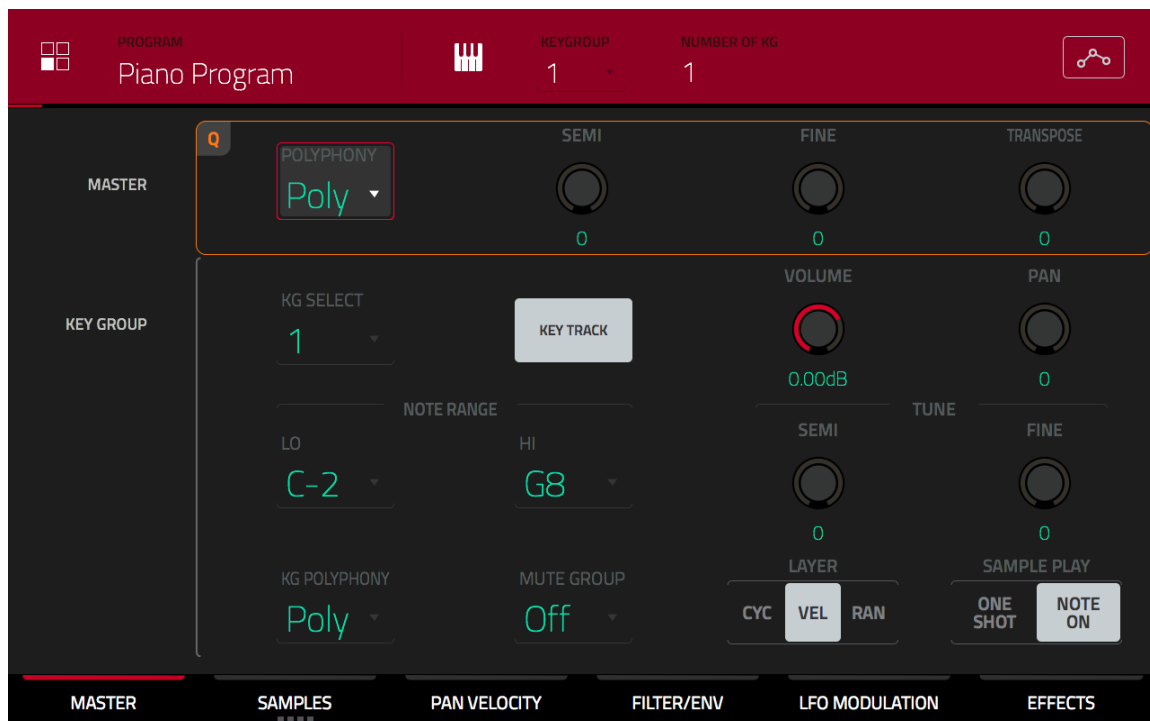 PROGRAM KEYGROUP NUMBER OF KG
Piano Program 1 1
Q
MASTER
POLYPHONY SEMI FINE TRANSPOSE
Poly
0 0 0
KEY GROUP
KG SELECT KEY TRACK VOLUME PAN
1
0.00dB 0
NOTE RANGE TUNE
LO HI SEMI FINE
C-2 G8
0 0
KG POLYPHONY MUTE GROUP LAYER SAMPLE PLAY
Poly Off CYC VEL RAN ONE SHOT NOTE ON
MASTER SAMPLES PAN VELOCITY FILTER/ENV LFO MODULATION EFFECTS